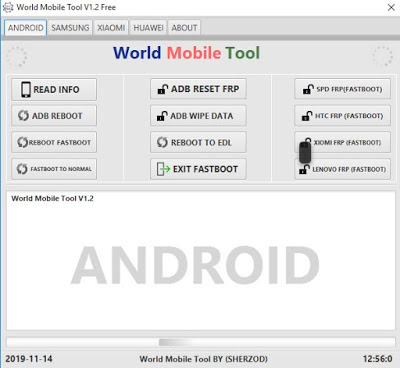 World Mobile Tool V1.2 Free
ANDROID SAMSUNG XIAOMI HUAWEI ABOUT
World Mobile Tool
READ INFO
ADB RESET FRP
SPD FRP(FASTBOOT)
ADB REBOOT
ADB WIPE DATA
HTC FRP (FASTBOOT)
REBOOT FASTBOOT
REBOOT TO EDL
XIOMI FRP (FASTBOOT)
FASTBOOT TO NORMAL
EXIT FASTBOOT
LENOVO FRP (FASTBOOT)
World Mobile Tool V1.2
ANDROID
2019-11-14 World Mobile Tool BY (SHERZOD) 12:56:0